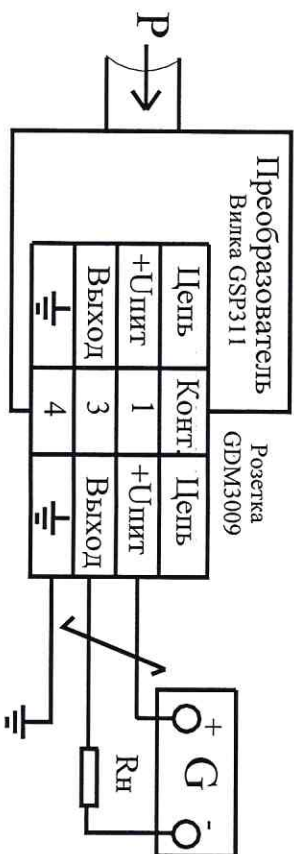 P
Преобразователь
Вилка GSP311
Розетка
GDM3009
Цепь Конт. Цепь
+Uпит 1 +Uпит
Выход 3 Выход
4
+ G -
Rн